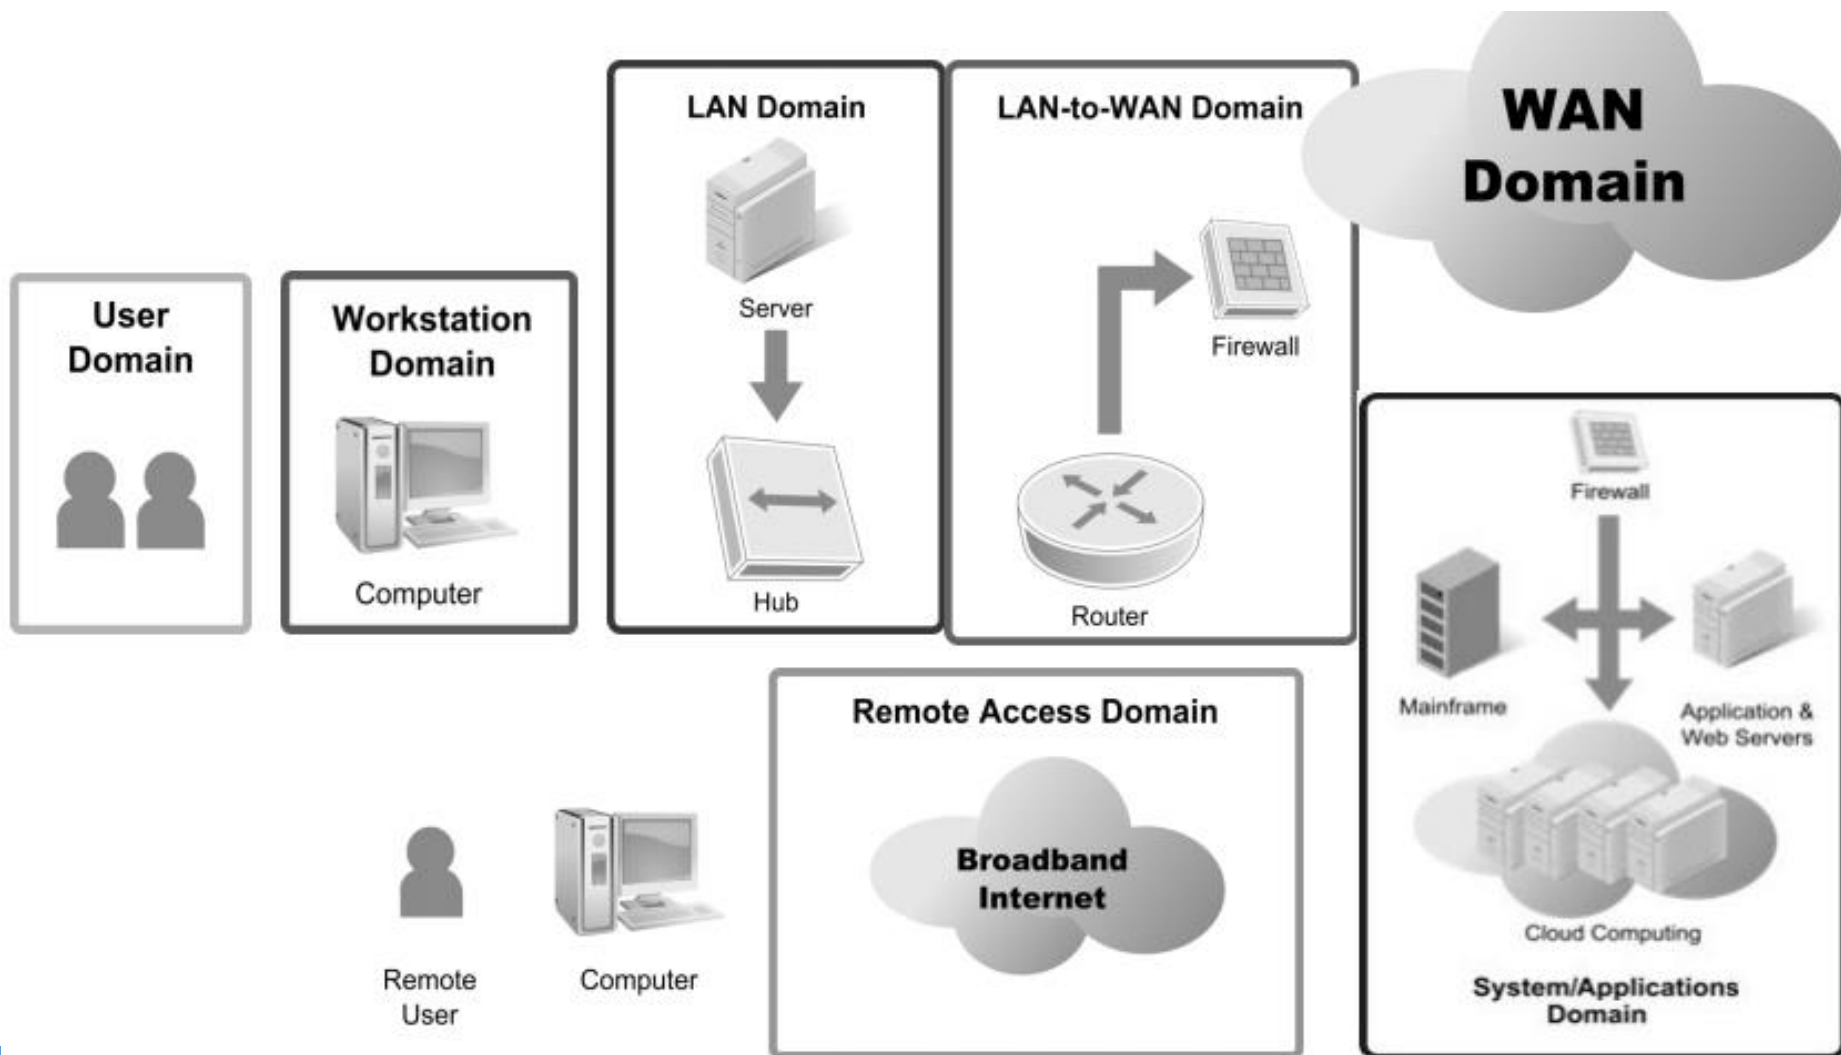 LAN Domain
LAN-to-WAN Domain
WAN
Domain
Server
Firewall
User
Domain
Workstation
Domain
Computer
Hub
Router
Firewall
Mainframe
Application &
Web Servers
Cloud Computing
System/Applications
Domain
Remote Access Domain
Broadband
Internet
Remote
User
Computer